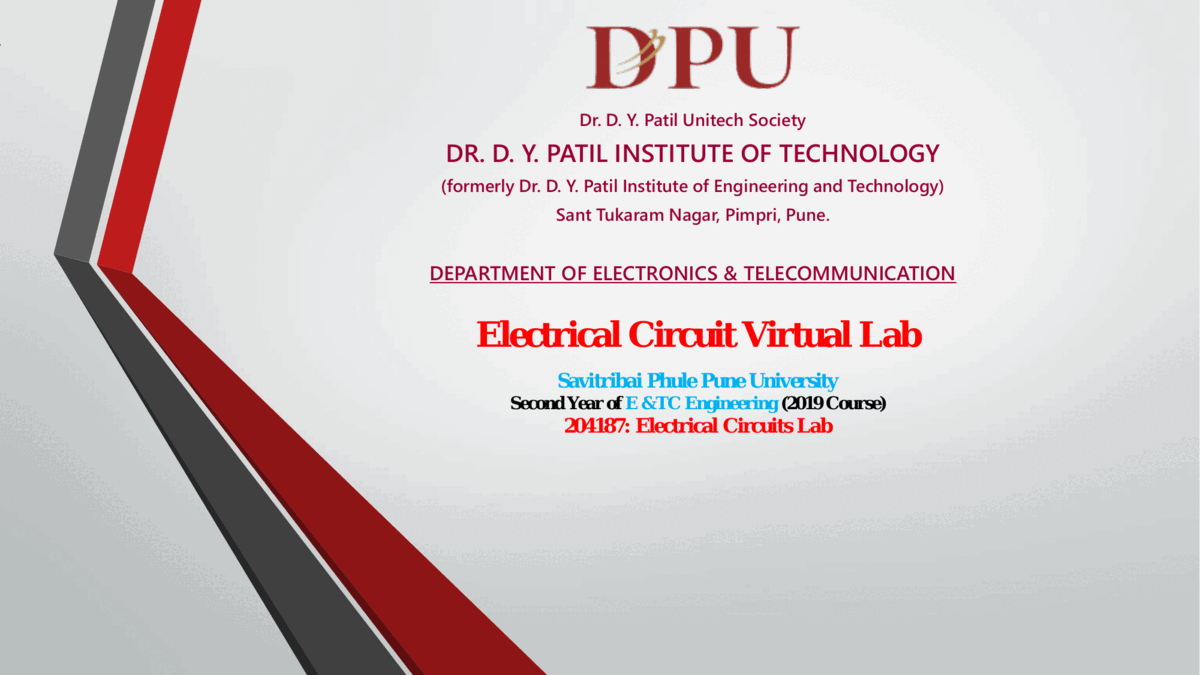 DPU
Dr. D. Y. Patil Unitech Society
DR. D. Y. PATIL INSTITUTE OF TECHNOLOGY
(formerly Dr. D. Y. Patil Institute of Engineering and Technology)
Sant Tukaram Nagar, Pimpri, Pune.
DEPARTMENT OF ELECTRONICS & TELECOMMUNICATION
Electrical Circuit Virtual Lab
Savitribai Phule Pune University
Second Year of E &TC Engineering (2019 Course)
204187: Electrical Circuits Lab